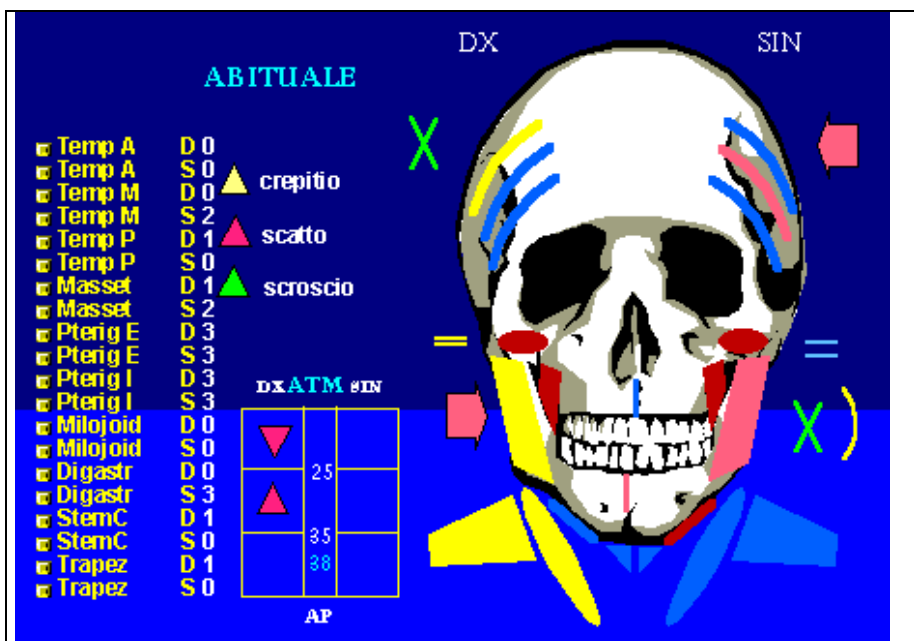 DX SIN
ABITUALE
Temp A D 0
Temp A S 0
Temp M D 0
Temp M S 2
Temp P D 1
Temp P S 0
Masset D 1
Masset S 2
Pterig E D 3
Pterig E S 3
Pterig I D 3
Pterig I S 3
Milojoid D 0
Milojoid S 0
Digastr D 0
Digastr S 3
SternC D 1
SternC S 0
Trapez D 1
Trapez S 0
crepitio
scatto
scroscio
DX ATM SIN
25
35
38
AP